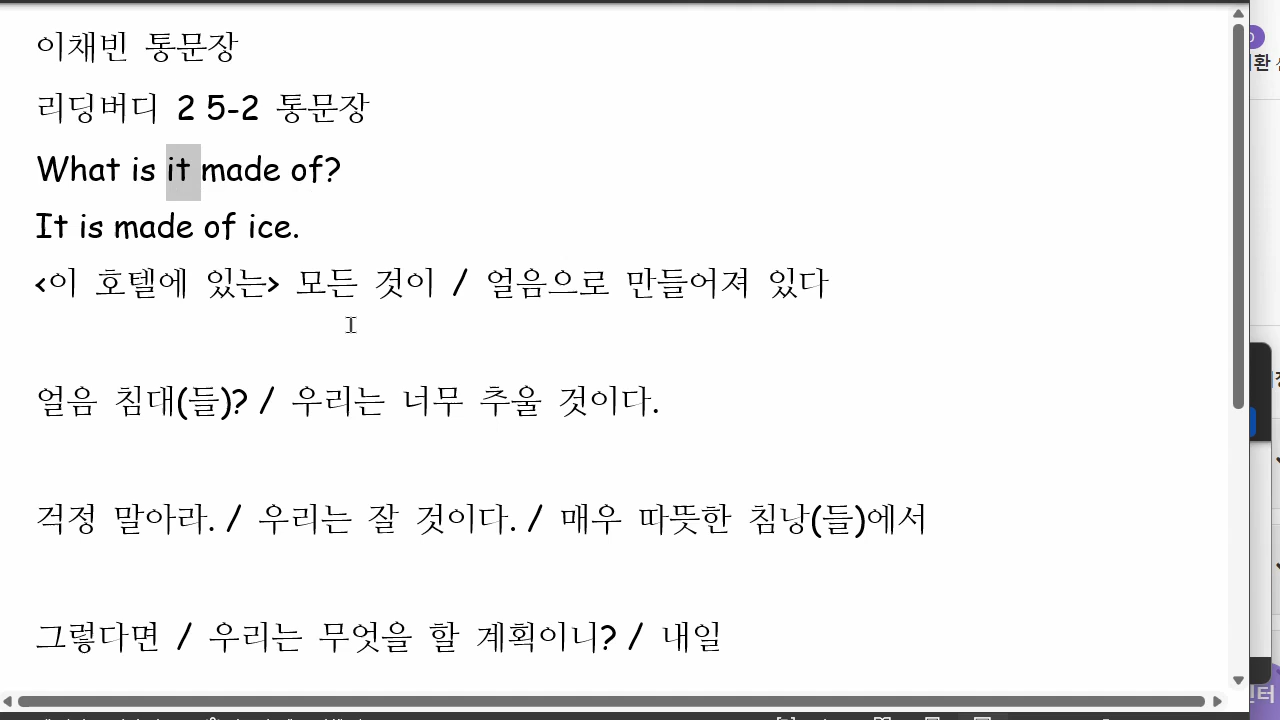 이채빈 통문장
리딩버디 2 5-2 통문장
What is it made of?
It is made of ice.
<이 호텔에 있는> 모든 것이 / 얼음으로 만들어져 있다
얼음 침대(들)? / 우리는 너무 추울 것이다.
걱정 말아라. / 우리는 잘 것이다. / 매우 따뜻한 침낭(들)에서
그렇다면 / 우리는 무엇을 할 계획이니? / 내일